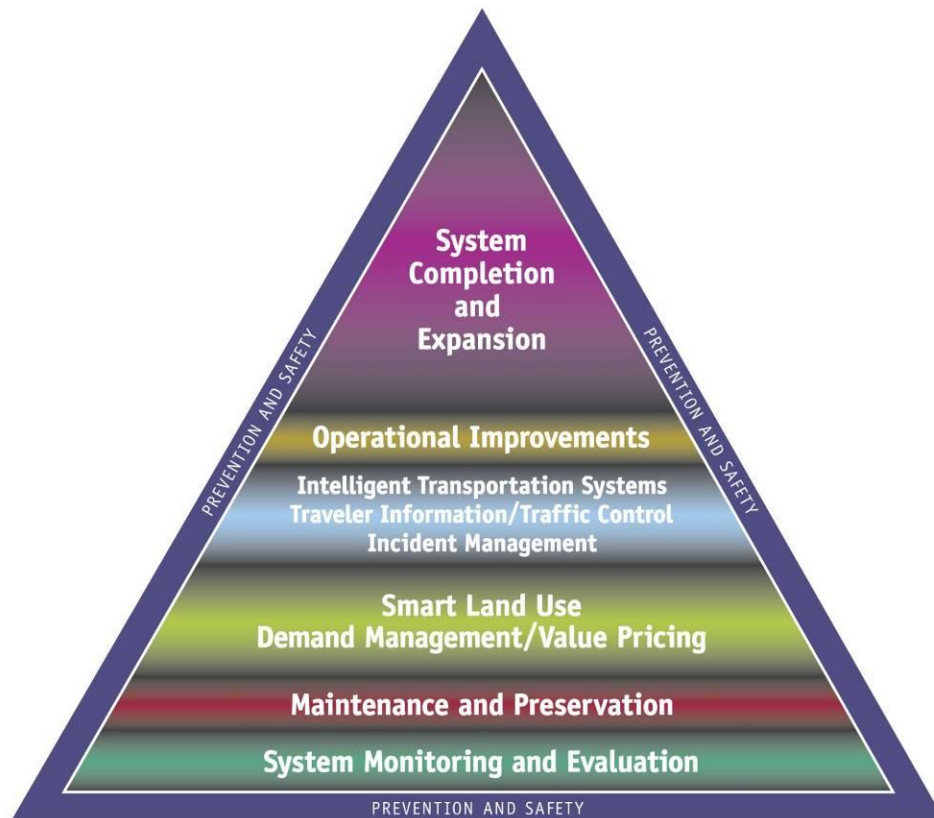 System
Completion
and
Expansion
Operational Improvements
Intelligent Transportation Systems
Traveler Information/Traffic Control
Incident Management
Smart Land Use
Demand Management/Value Pricing
Maintenance and Preservation
System Monitoring and Evaluation
PREVENTION AND SAFETY
PREVENTION AND SAFETY
PREVENTION AND SAFETY